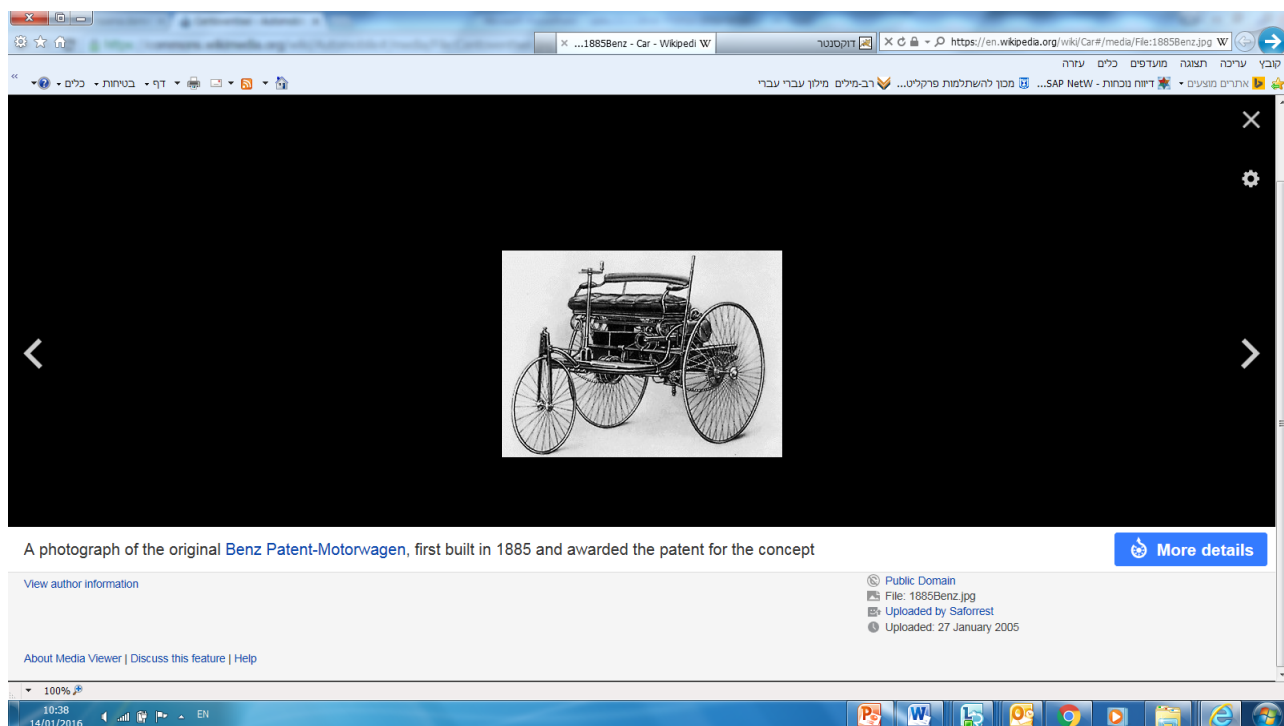 1885Benz - Car - Wikipedi...
דוקסנטר
https://en.wikipedia.org/wiki/Car#/media/File:1885Benz.jpg
קובץ עריכה תצוגה מועדפים כלים עזרה
אתרים מוצעים
דיווח נוכחות - SAP NetW...
מכון להשתלמות פרקליט...
רב-מילים מילון עברי עברי
דף בטיחות כלים
A photograph of the original Benz Patent-Motorwagen, first built in 1885 and awarded the patent for the concept
More details
View author information
Public Domain
File: 1885Benz.jpg
Uploaded by Saforrest
Uploaded: 27 January 2005
About Media Viewer | Discuss this feature | Help
100%
10:38
14/01/2016
EN